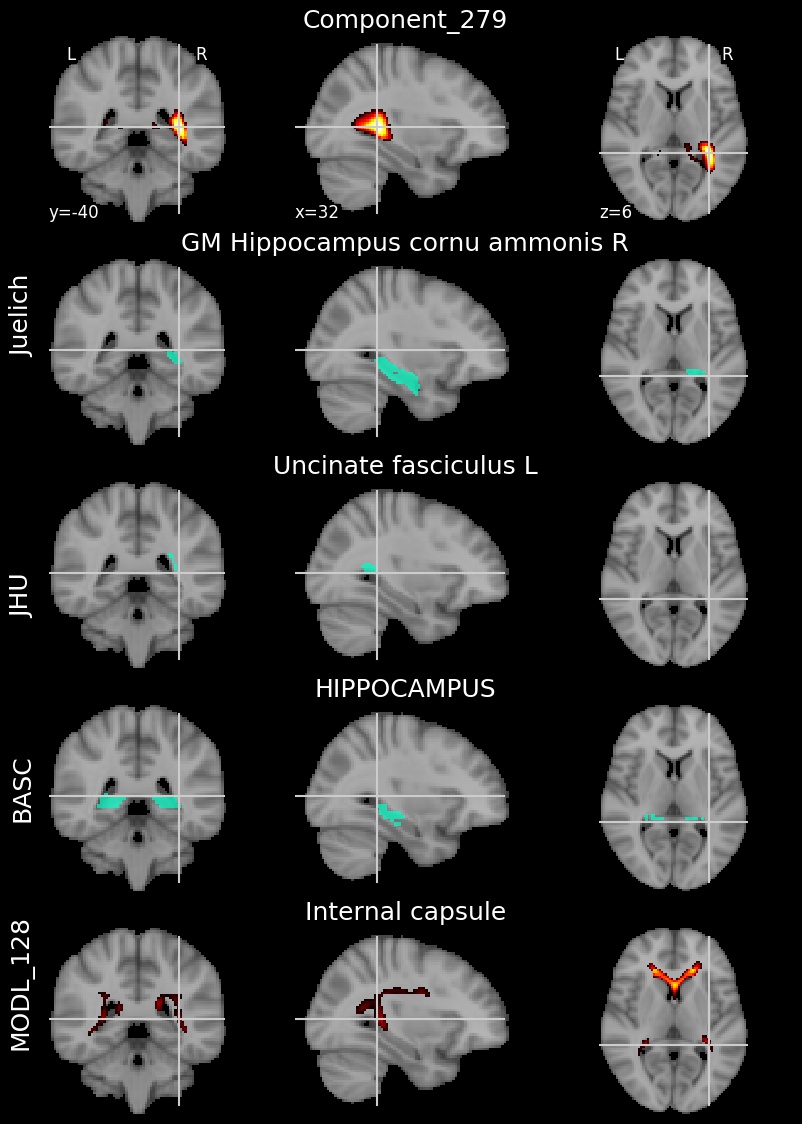 Component_279
L R L R
y=-40 x=32 z=6
GM Hippocampus cornu ammonis R
Juelich
Uncinate fasciculus L
JHU
HIPPOCAMPUS
BASC
Internal capsule
MODL_128